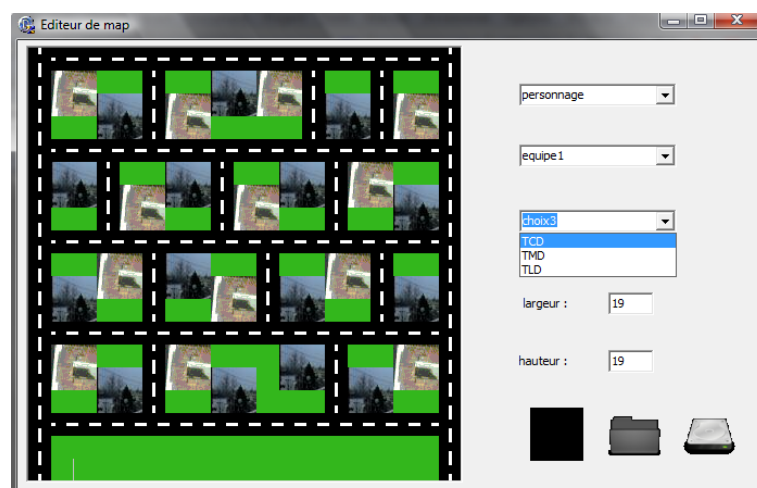 Editeur de map
personnage
equipe1
choix3
TCD
TMD
TLD
largeur : 19
hauteur : 19